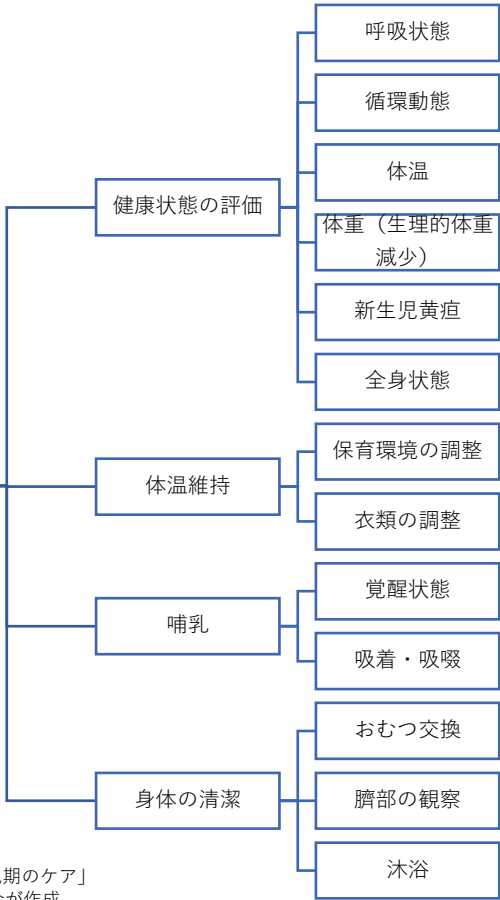 呼吸状態
循環動態
体温
健康状態の評価
体重（生理的体重
減少）
新生児黄疸
全身状態
保育環境の調整
体温維持
衣類の調整
覚醒状態
哺乳
吸着・吸啜
おむつ交換
身体の清潔
臍部の観察
沐浴
期のケア」
が作成